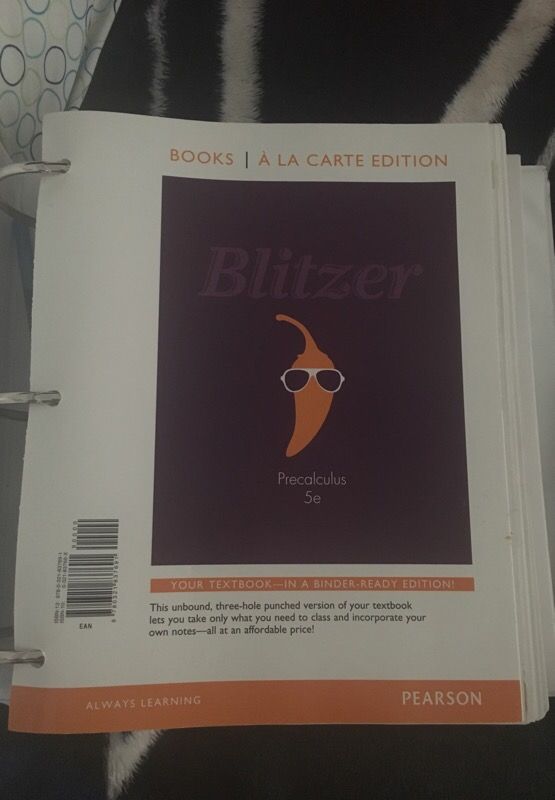 BOOKS | À LA CARTE EDITION
Blitzer
Precalculus
5e
YOUR TEXTBOOK—IN A BINDER-READY EDITION!
This unbound, three-hole punched version of your textbook
lets you take only what you need to class and incorporate your
own notes—all at an affordable price!
EAN
ALWAYS LEARNING
PEARSON